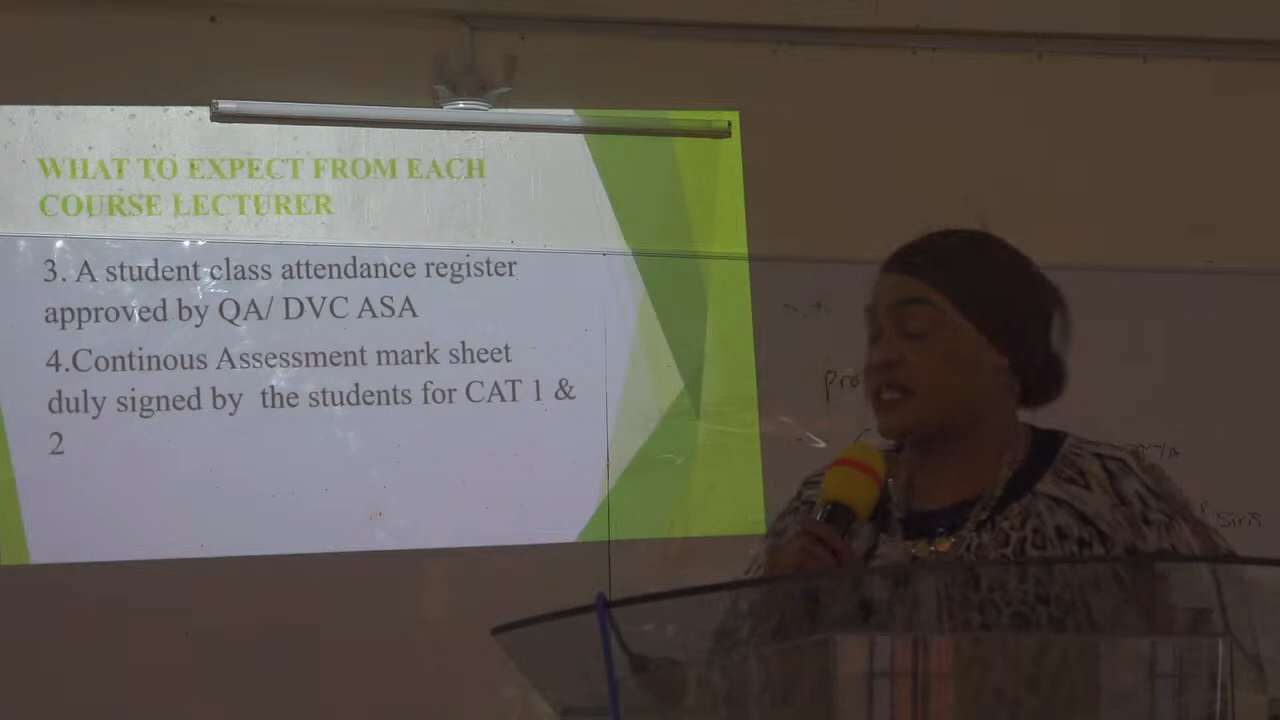 WHAT TO EXPECT FROM EACH
COURSE LECTURER
3. A student class attendance register
approved by QA/ DVC ASA
4.Continous Assessment mark sheet
duly signed by the students for CAT 1 &
2